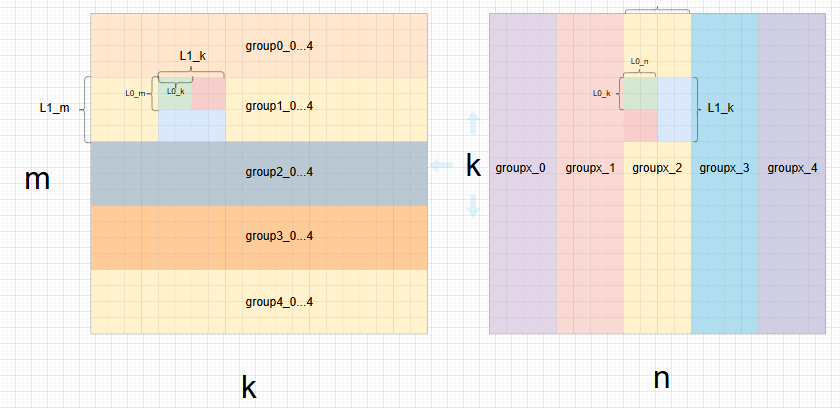 group0_0...4
L1_k
L0_m
L0_k
group1_0...4
L1_m
m
group2_0...4
group3_0...4
group4_0...4
k
L0_n
L0_k
L1_k
k
groupx_0
groupx_1
groupx_2
groupx_3
groupx_4
n